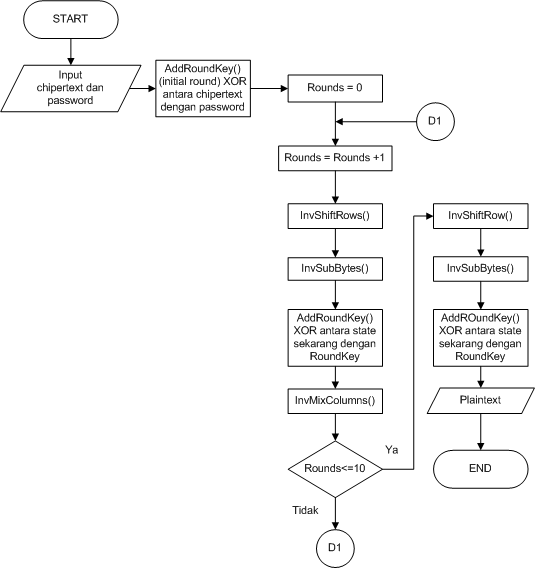 START
Input
chipertext dan
password
AddRoundKey()
(initial round) XOR
antara chipertext
dengan password
Rounds = 0
D1
Rounds = Rounds +1
InvShiftRows()
InvSubBytes()
AddRoundKey()
XOR antara state
sekarang dengan
RoundKey
InvMixColumns()
Rounds<=10
Ya
Tidak
D1
InvShiftRow()
InvSubBytes()
AddROundKey()
XOR antara state
sekarang dengan
RoundKey
Plaintext
END